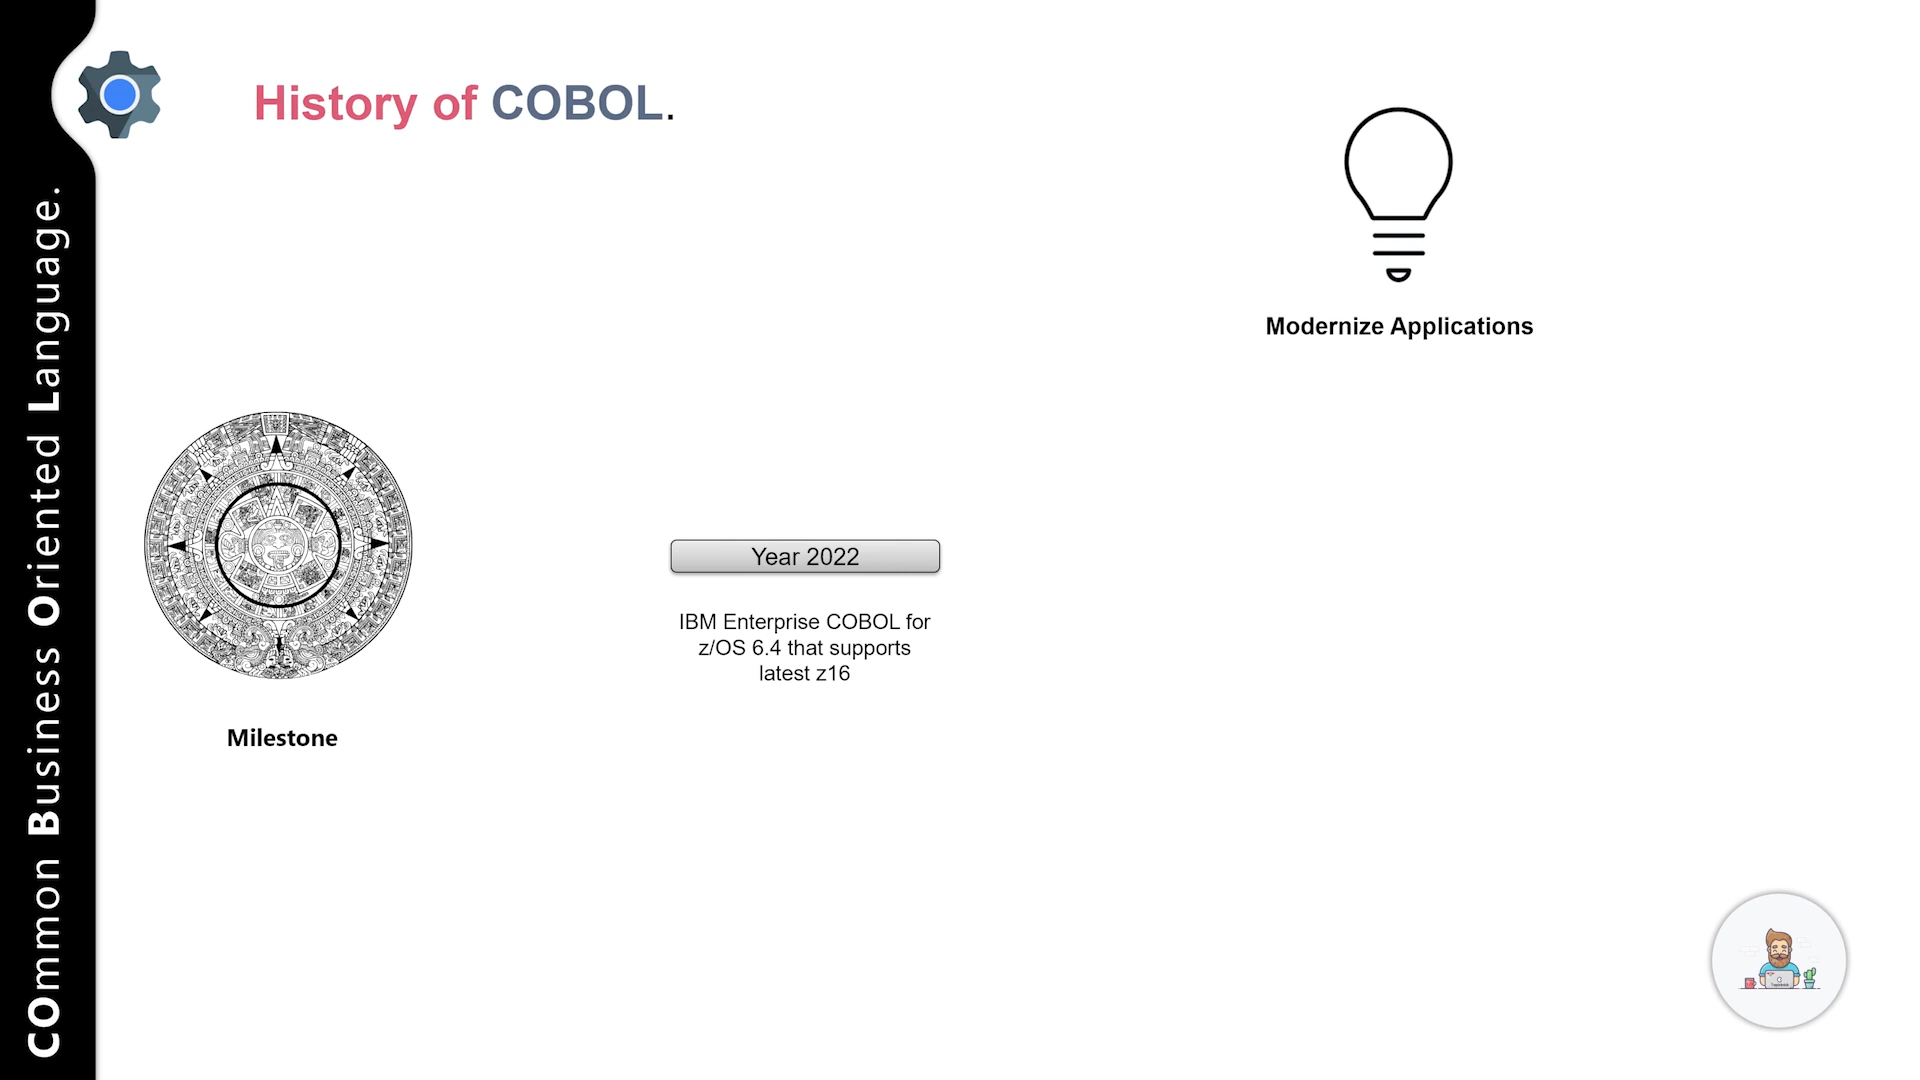 COmmon Business Oriented Language.
History of COBOL.
Modernize Applications
Milestone
Year 2022
IBM Enterprise COBOL for
z/OS 6.4 that supports
latest z16